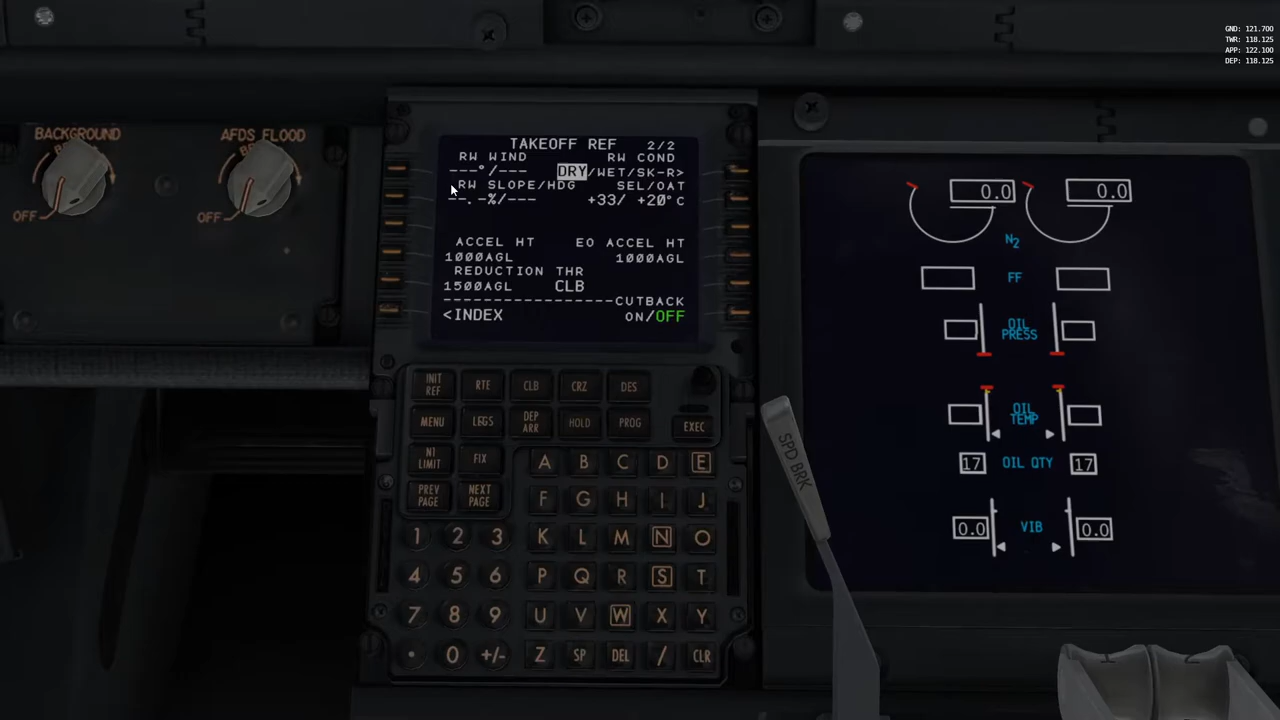 GND: 121.700
TWR: 118.125
APP: 122.100
DEP: 118.125
BACKGROUND
OFF
AFDS FLOOD
OFF
TAKEOFF REF 2/2
RW WIND RW COND
---°/--- DRY/WET/SK-R>
RW SLOPE/HDG SEL/OAT
--.-%/--- +33/ +20°C
ACCEL HT EO ACCEL HT
1000AGL 1000AGL
REDUCTION THR
1500AGL CLB
----------------CUTBACK
<INDEX ON/OFF
INIT REF RTE CLB CRZ DES
MENU LEGS DEP ARR HOLD PROG EXEC
N1 LIMIT FIX
PREV PAGE NEXT PAGE
A B C D E
F G H I J
1 2 3 K L M N O
4 5 6 P Q R S T
7 8 9 U V W X Y
. 0 +/- Z SP DEL / CLR
SPD BRK
0.0 0.0
N2
FF
OIL PRESS
OIL TEMP
17 OIL QTY 17
VIB
0.0 0.0
1 2